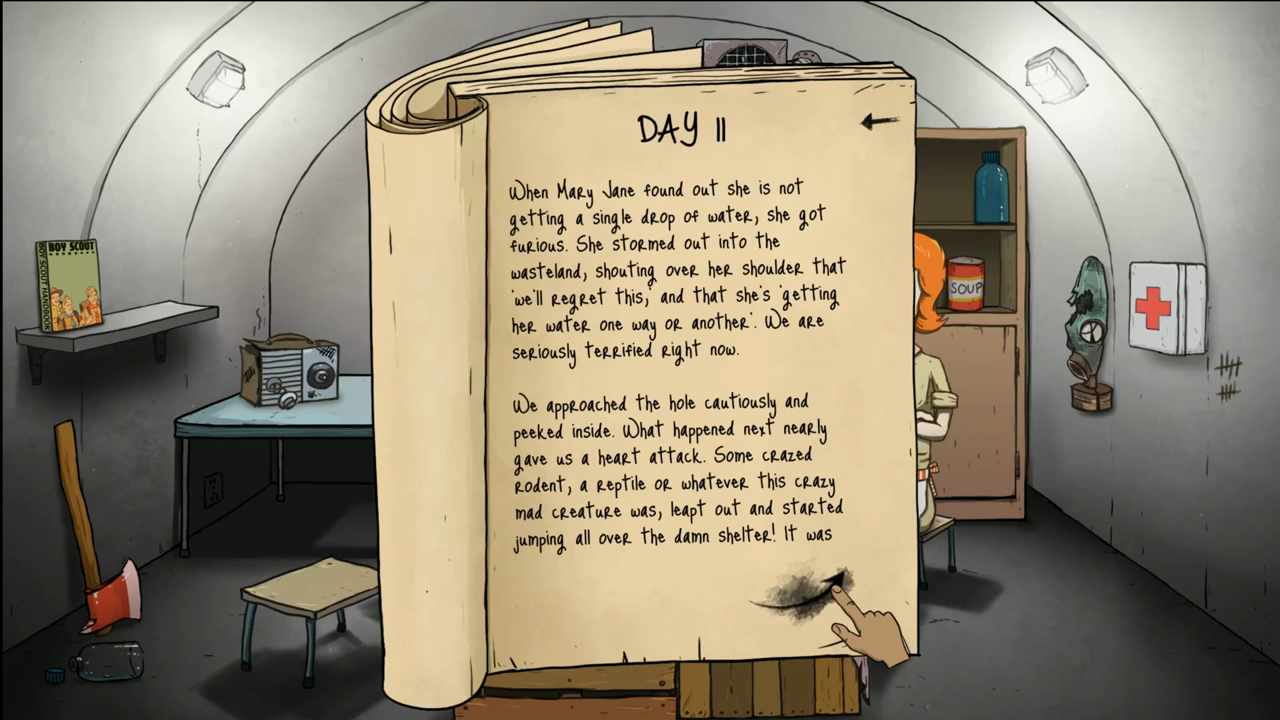 DAY 11
When Mary Jane found out she is not
getting a single drop of water, she got
furious. She stormed out into the
wasteland, shouting over her shoulder that
'we'll regret this,' and that she's 'getting
her water one way or another.' We are
seriously terrified right now.
We approached the hole cautiously and
peeked inside. What happened next nearly
gave us a heart attack. Some crazed
rodent, a reptile or whatever this crazy
mad creature was, leapt out and started
jumping all over the damn shelter! It was
BOY SCOUT
HANDBOOK
BOY SCOUT HANDBOOK
SOUP